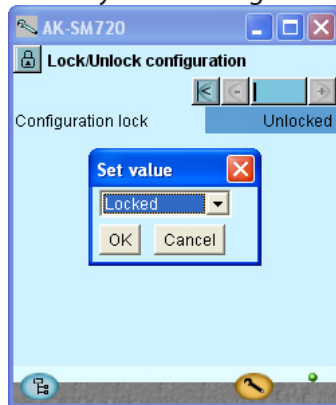 AK-SM720
Lock/Unlock configuration
Configuration lock Unlocked
Set value
Locked
OK Cancel